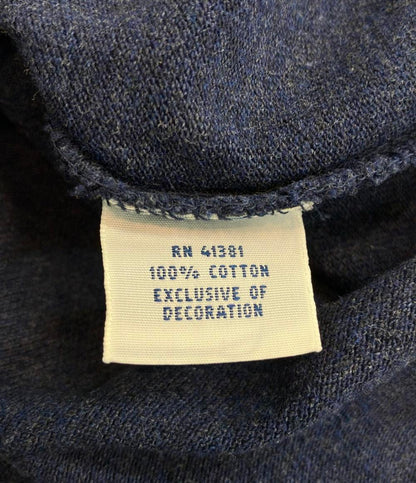 RN 41381
100% COTTON
EXCLUSIVE OF
DECORATION